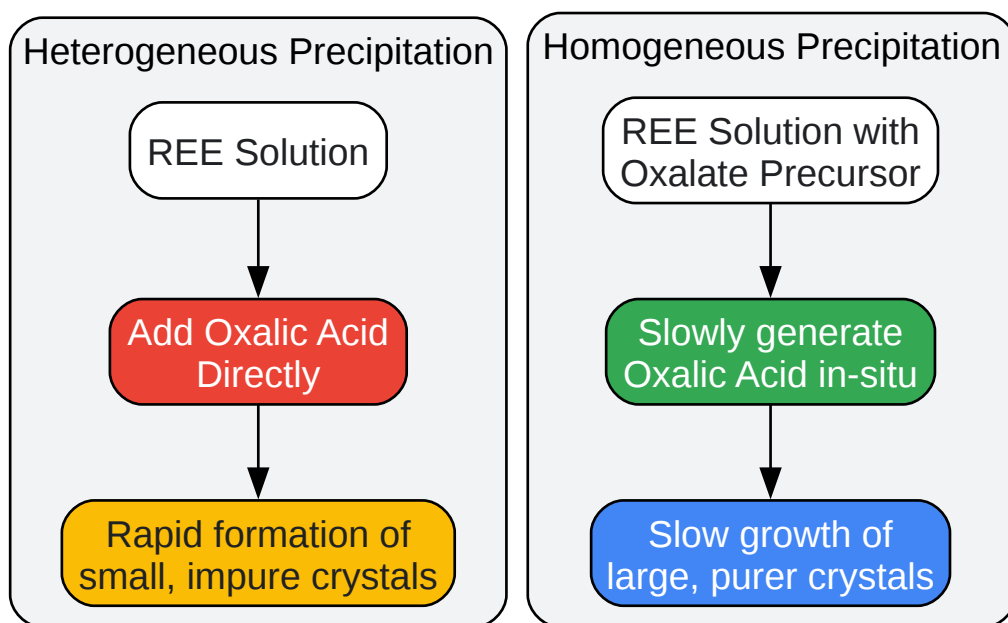 Heterogeneous Precipitation
REE Solution
Add Oxalic Acid
Directly
Rapid formation of
small, impure crystals
Homogeneous Precipitation
REE Solution with
Oxalate Precursor
Slowly generate
Oxalic Acid in-situ
Slow growth of
large, purer crystals